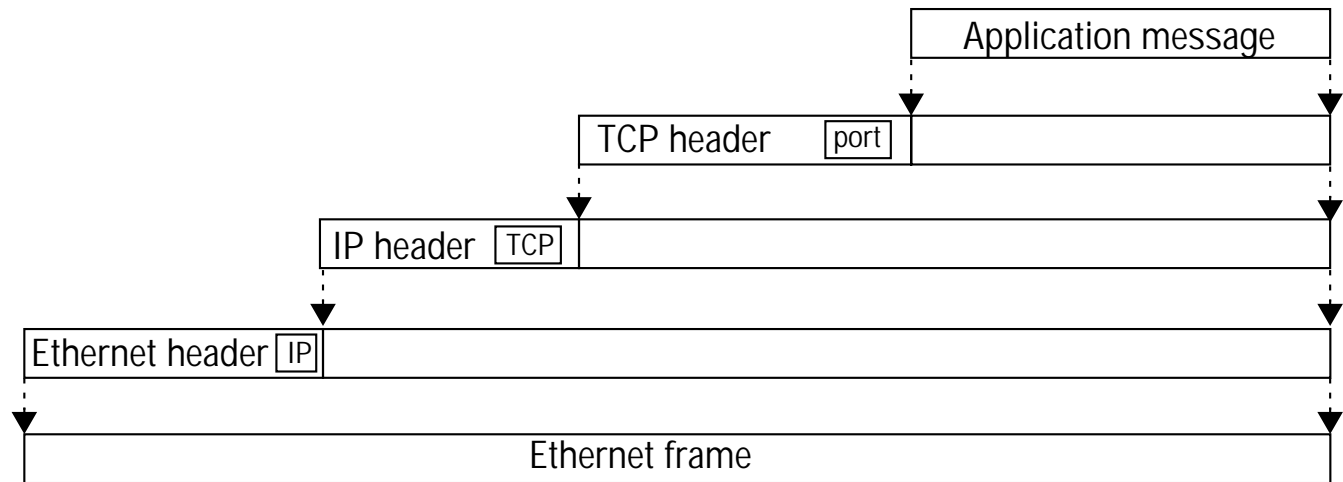 Application message
TCP header port
IP header TCP
Ethernet header IP
Ethernet frame